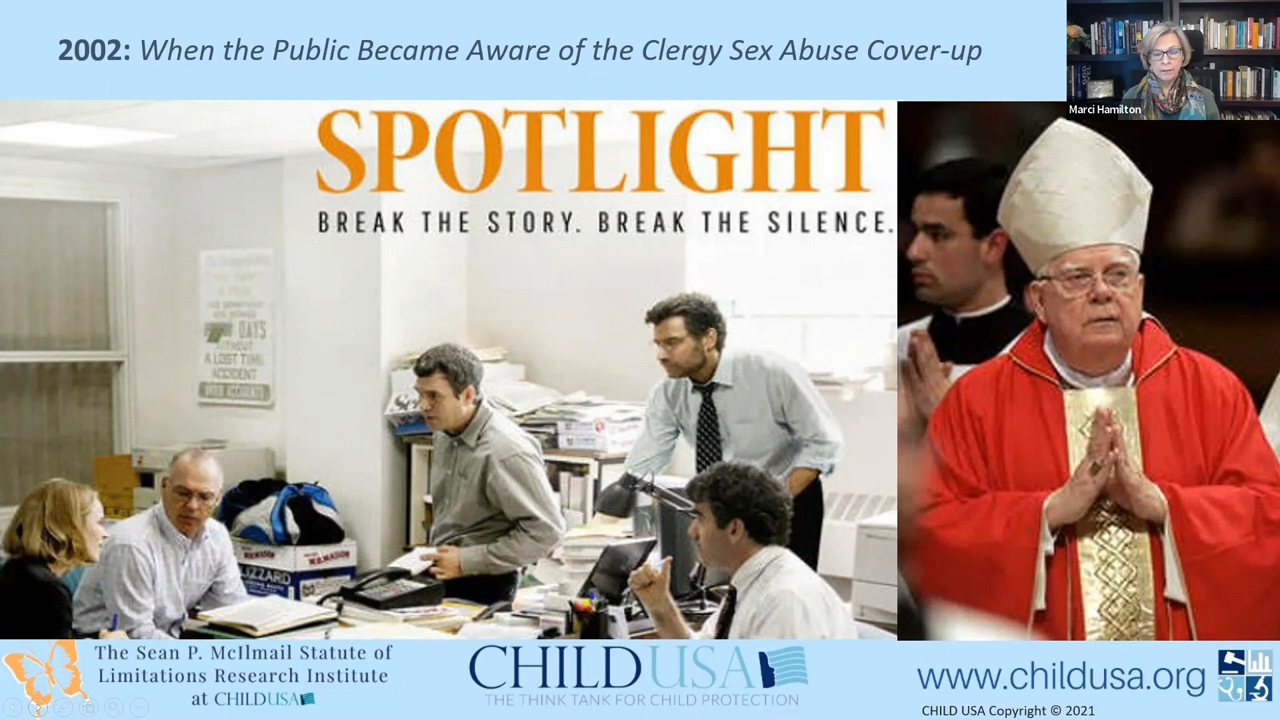 2002: When the Public Became Aware of the Clergy Sex Abuse Cover-up
Marci Hamilton
SPOTLIGHT
BREAK THE STORY. BREAK THE SILENCE.
DAYS
WITHOUT
A LOST TIME
ACCIDENT
The Sean P. McIlmail Statute of
Limitations Research Institute
at CHILDUSA
CHILDUSA
THE THINK TANK FOR CHILD PROTECTION
www.childusa.org
CHILD USA Copyright © 2021